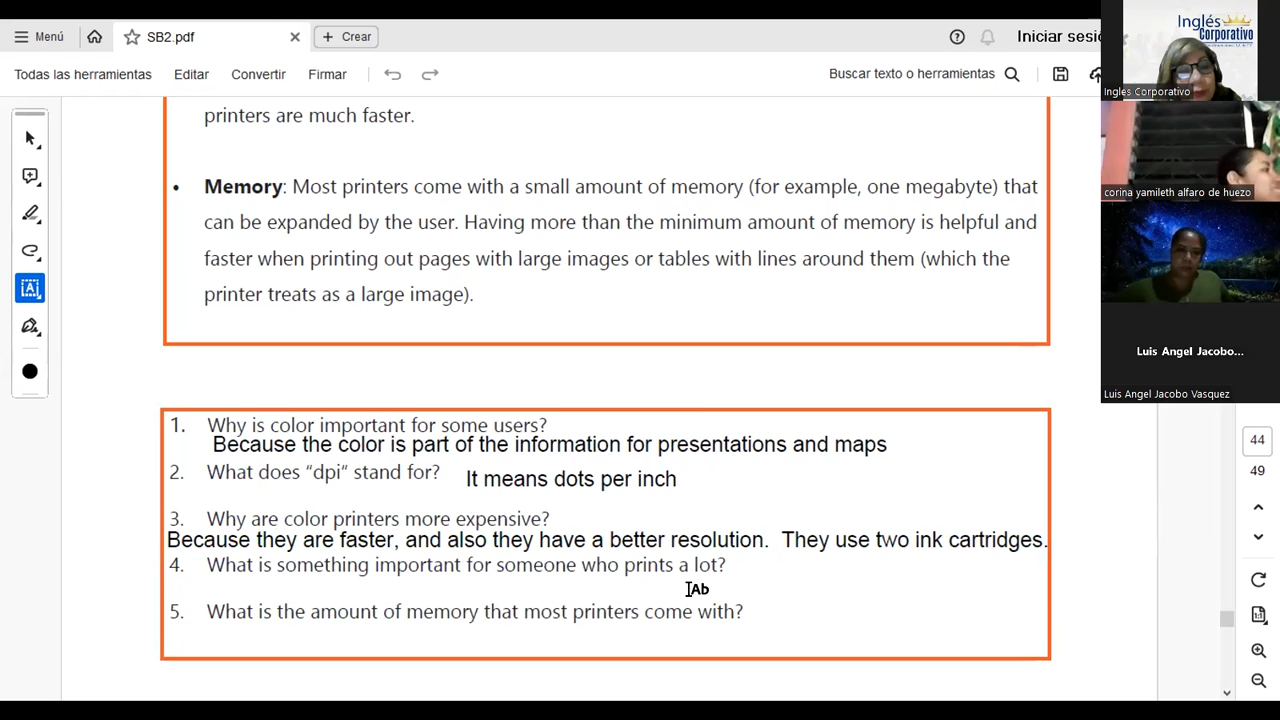 Menú
SB2.pdf
Crear
Iniciar sesi
Todas las herramientas
Editar
Convertir
Firmar
Buscar texto o herramientas
printers are much faster.
• Memory: Most printers come with a small amount of memory (for example, one megabyte) that
can be expanded by the user. Having more than the minimum amount of memory is helpful and
faster when printing out pages with large images or tables with lines around them (which the
printer treats as a large image).
1. Why is color important for some users?
Because the color is part of the information for presentations and maps
2. What does “dpi“ stand for?
It means dots per inch
3. Why are color printers more expensive?
Because they are faster, and also they have a better resolution. They use two ink cartridges.
4. What is something important for someone who prints a lot?
Ab
5. What is the amount of memory that most printers come with?
44
49
1:1
Inglés
Corporativo
Ingles Corporativo
corina yamileth alfaro de huezo
Luis Angel Jacobo...
Luis Angel Jacobo Vasquez